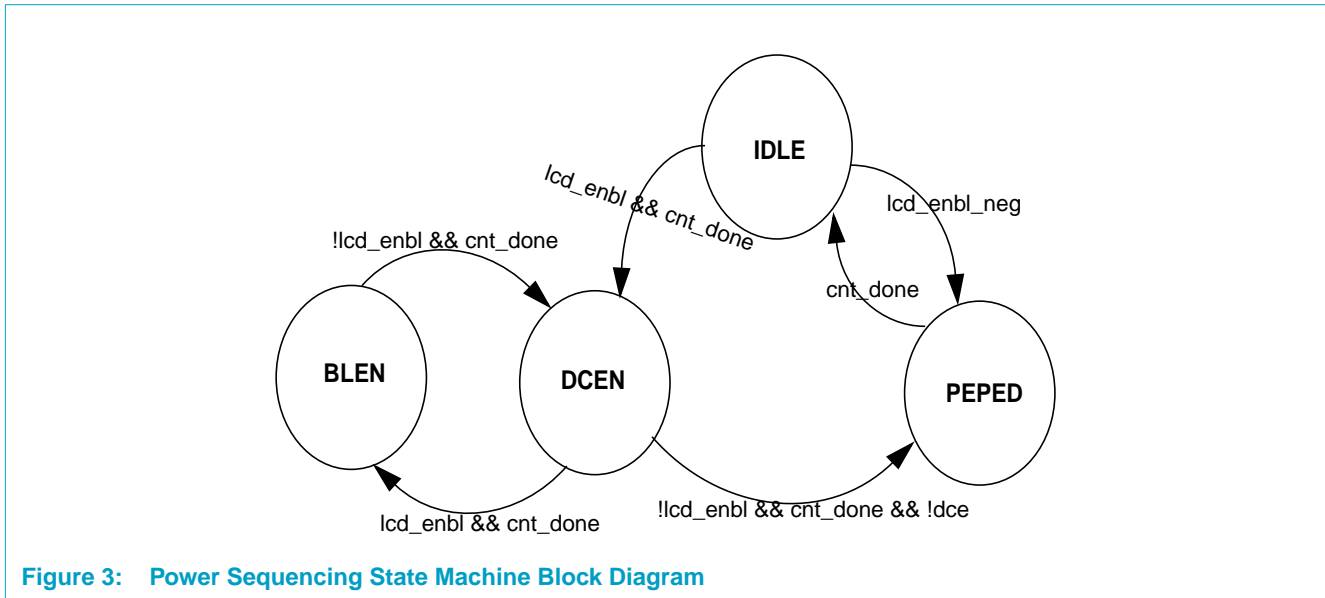 IDLE
lcd_enbl && cnt_done
lcd_enbl_neg
!lcd_enbl && cnt_done
cnt_done
BLEN
DCEN
PEPED
lcd_enbl && cnt_done
!lcd_enbl && cnt_done && !dce
Figure 3: Power Sequencing State Machine Block Diagram